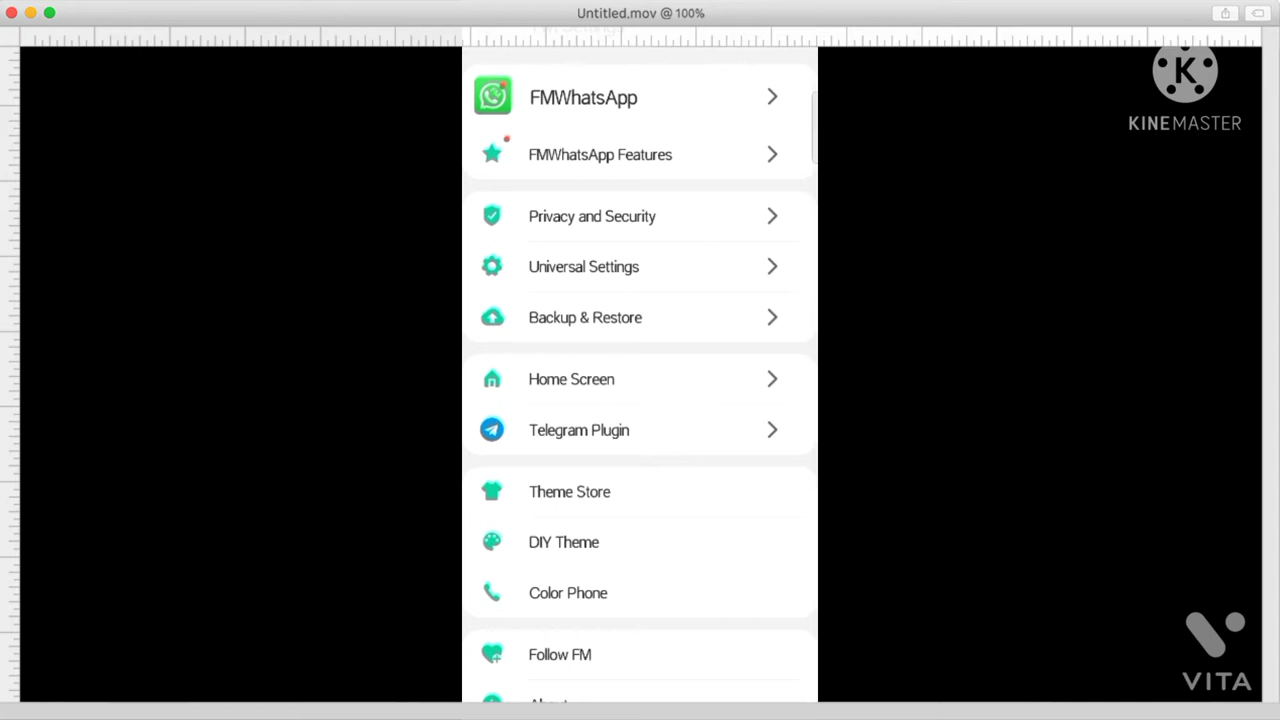 Untitled.mov @ 100%
KINEMASTER
FMWhatsApp
FMWhatsApp Features
Privacy and Security
Universal Settings
Backup & Restore
Home Screen
Telegram Plugin
Theme Store
DIY Theme
Color Phone
Follow FM
VITA